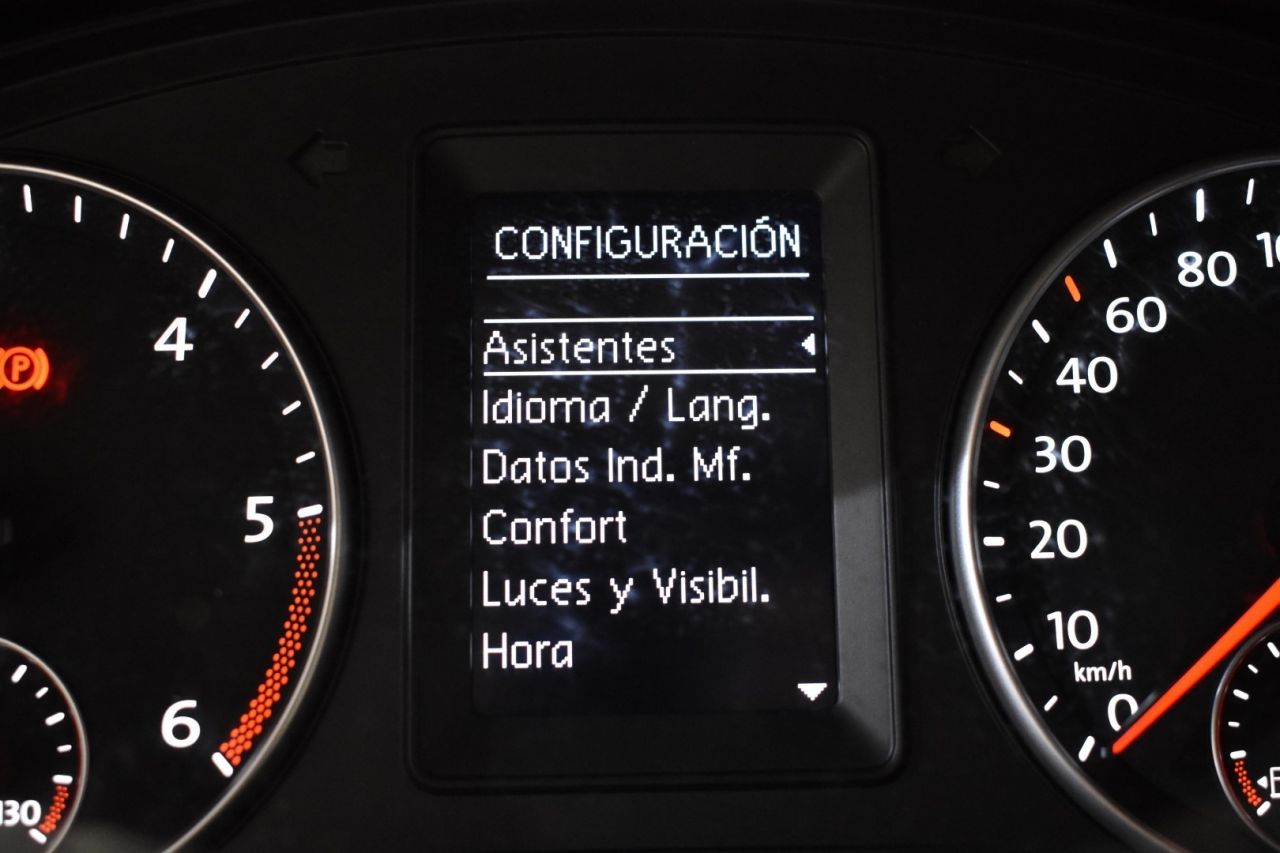 CONFIGURACIÓN
Asistentes
Idioma / Lang.
Datos Ind. Mf.
Confort
Luces y Visibil.
Hora
4
5
6
130
P
80
60
40
30
20
10
km/h
0